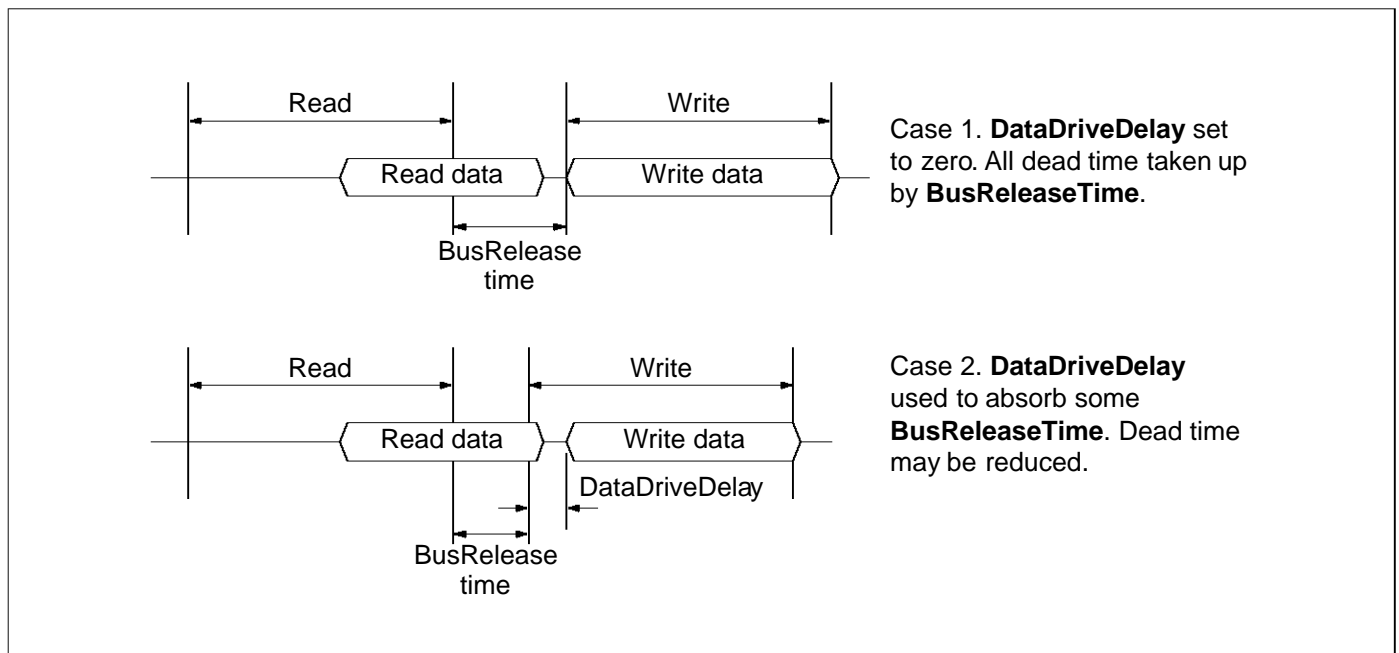 Read
Write
Read data
Write data
BusRelease
time
Case 1. DataDriveDelay set
to zero. All dead time taken up
by BusReleaseTime.
Read
Write
Read data
Write data
DataDriveDelay
BusRelease
time
Case 2. DataDriveDelay
used to absorb some
BusReleaseTime. Dead time
may be reduced.